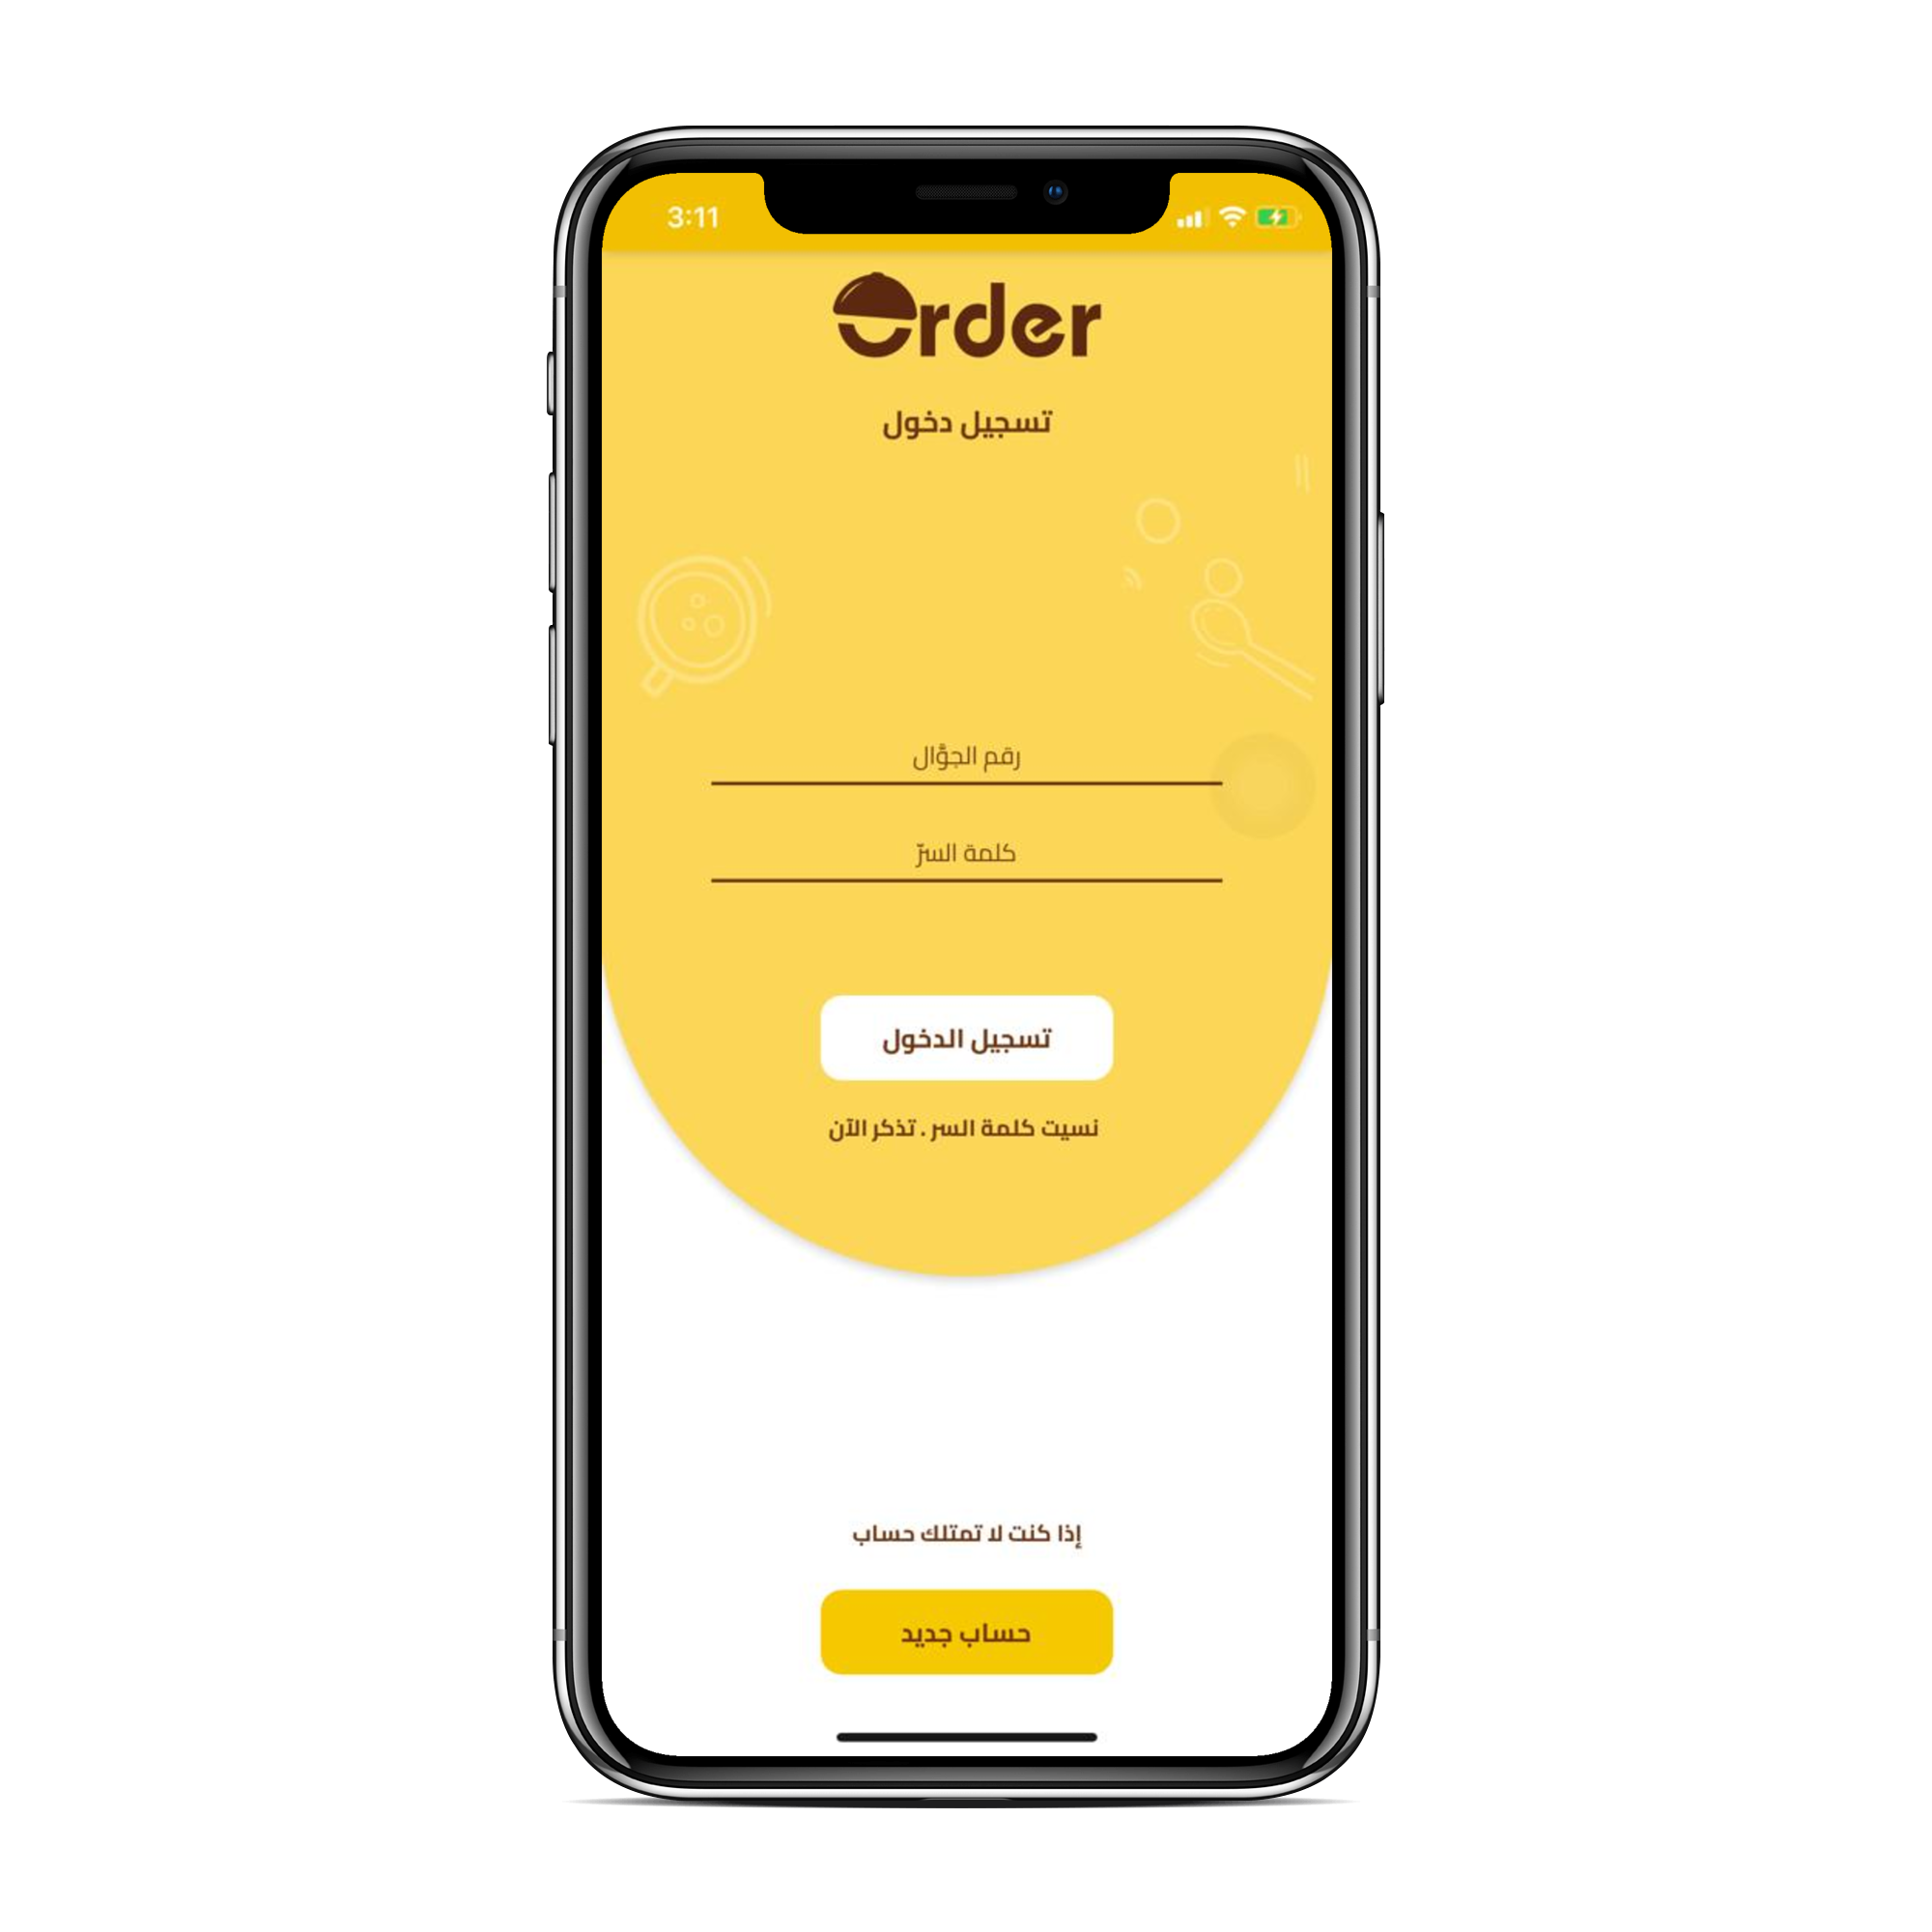 3:11
Order
تسجيل دخول
رقم الجوَّال
كلمة السرّ
تسجيل الدخول
نسيت كلمة السر . تذكر الآن
إذا كنت لا تمتلك حساب
حساب جديد